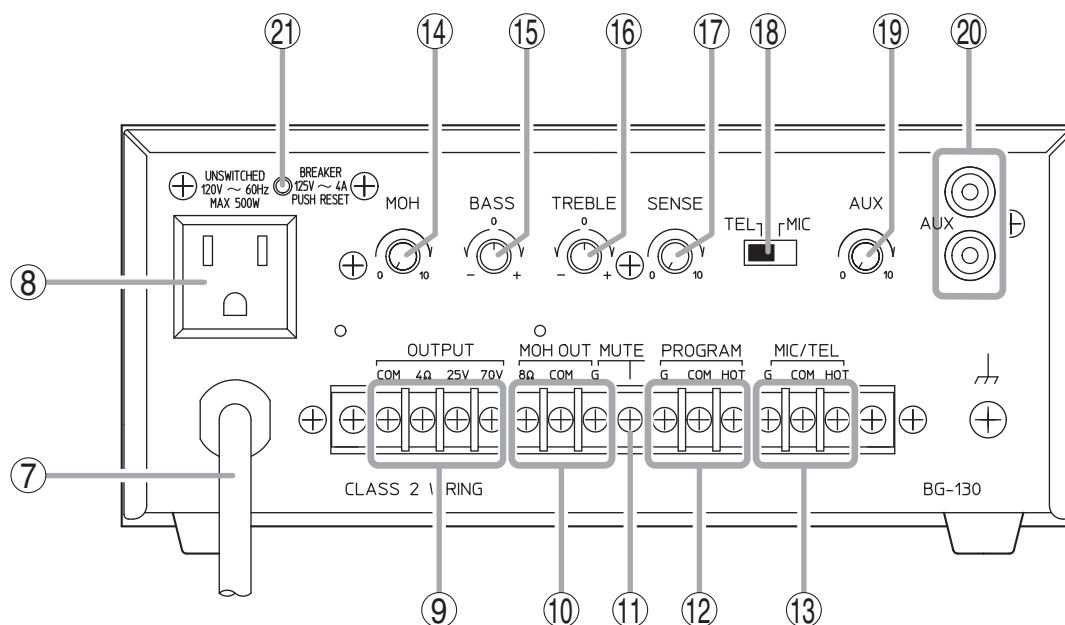 ㉑ ⑭ ⑮ ⑯ ⑰ ⑱ ⑲ ⑳
UNSWITCHED
120V ～ 60Hz
MAX 500W
BREAKER
125V ～ 4A
PUSH RESET
MOH
0 10
BASS
0
- +
TREBLE
0
- +
SENSE
0 10
TEL MIC
AUX
0 10
AUX
⑧
OUTPUT MOH OUT MUTE PROGRAM MIC/TEL
COM 4Ω 25V 70V 8Ω COM G G COM HOT G COM HOT
⑦
CLASS 2 W RING
BG-130
⑨ ⑩ ⑪ ⑫ ⑬